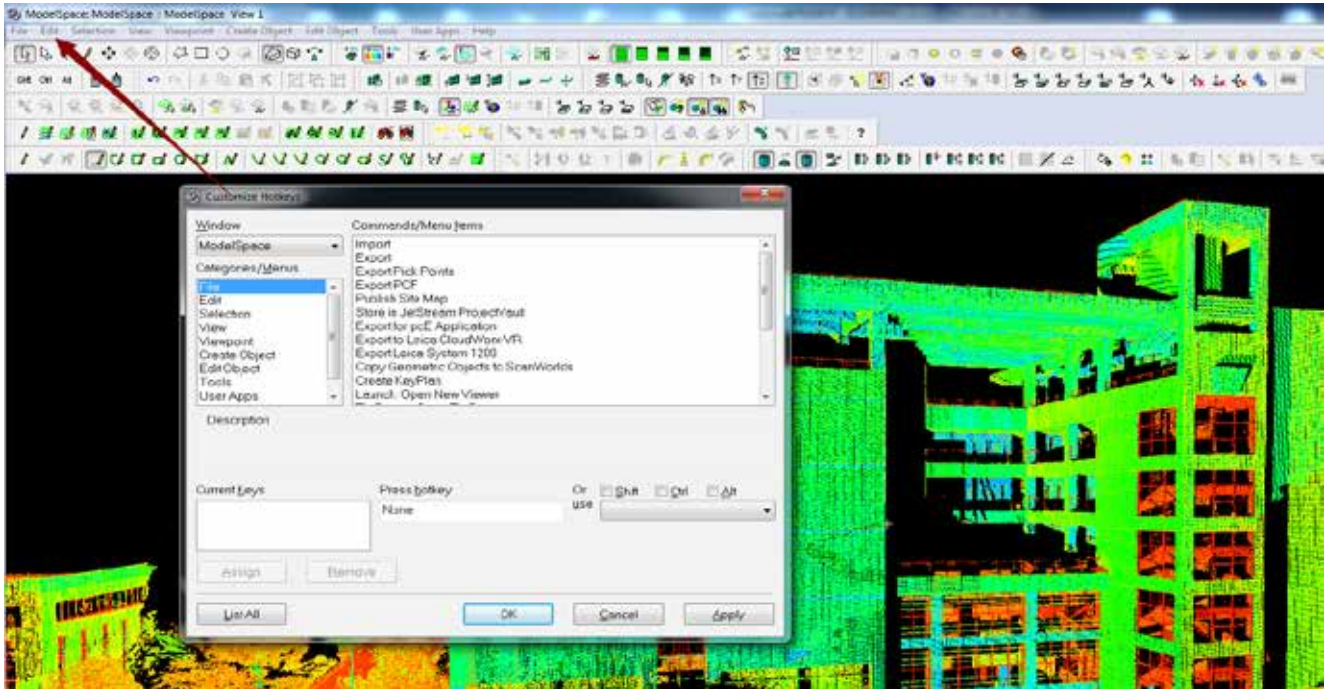 ModelSpace: ModelSpace : ModelSpace View 1
File Edit Selection View Viewpoint Create Object Edit Object Tools User Apps Help
Customize Hotkeys
Window
Commands/Menu Items
ModelSpace
Categories/Menus
File
Edit
Selection
View
Viewpoint
Create Object
Edit Object
Tools
User Apps
Import
Export
Export Pick Points
Export PCF
Publish Site Map
Store in JetStream ProjectVault
Export for pcE Application
Export to Leica CloudWorx-VR
Export Leica System 1200
Copy Geometric Objects to ScanWorlds
Create KeyPlan
Launch: Open New Viewer
Description
Current keys
Press hotkey
Or use
Shift
Ctrl
Alt
None
Assign
Remove
List All
OK
Cancel
Apply